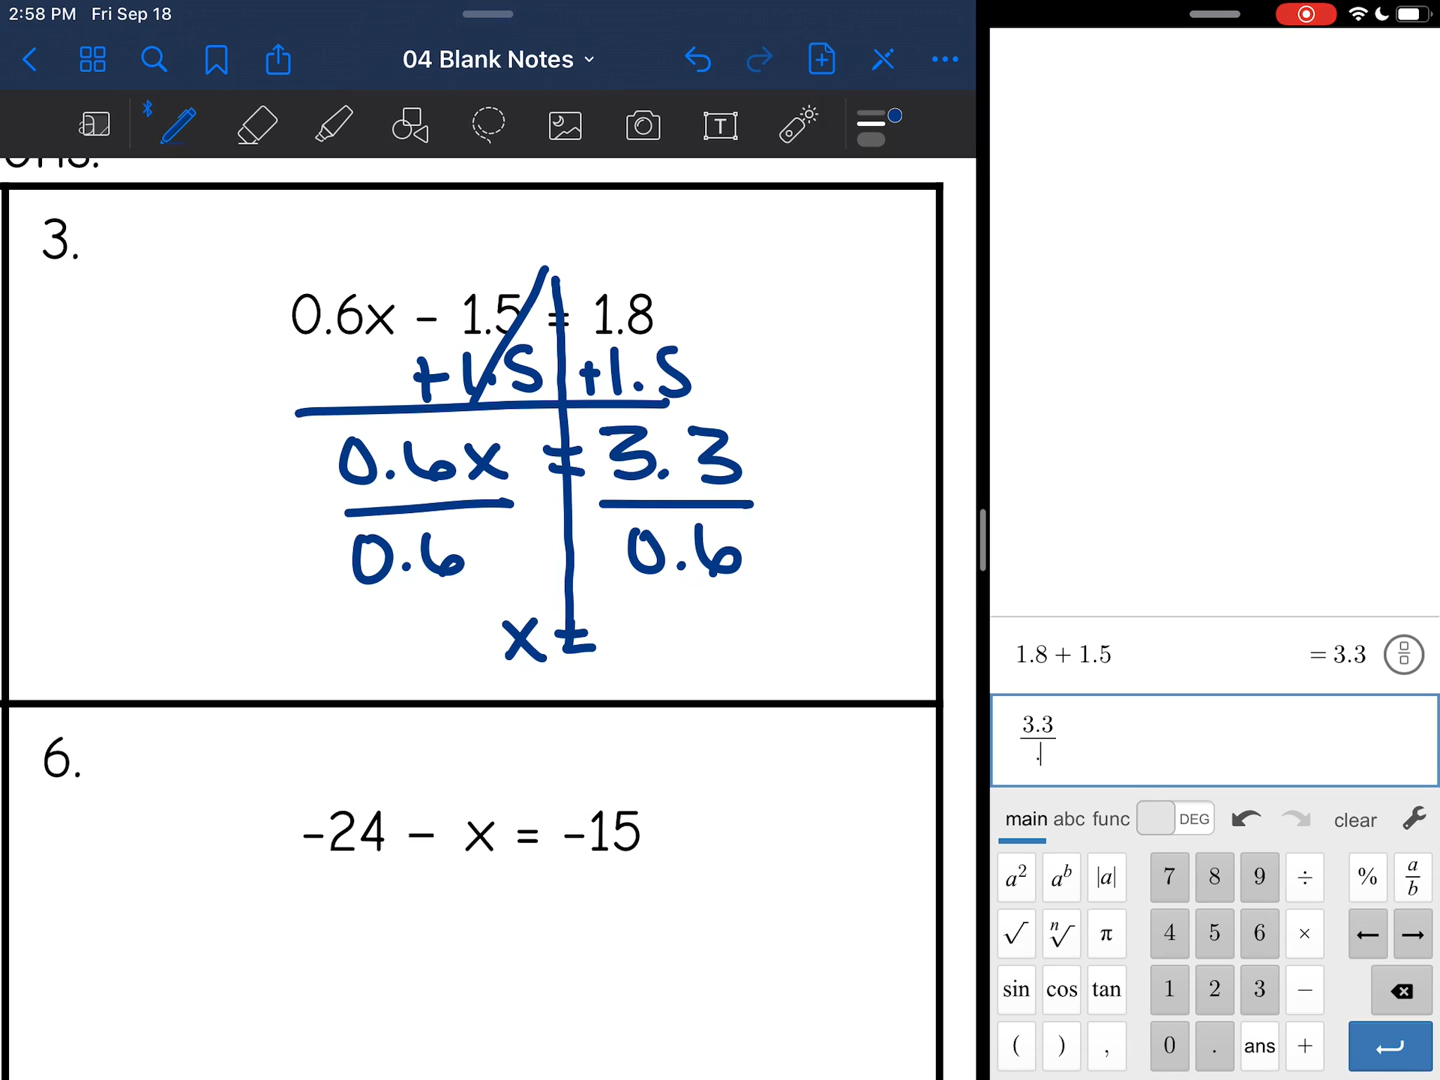 2:58 PM Fri Sep 18
04 Blank Notes
T
3.
0.6x - 1.5 = 1.8
+1.5 +1.5
0.6x = 3.3
0.6 0.6
x =
6.
-24 - x = -15
1.8 + 1.5 = 3.3
3.3
.
main abc func DEG clear
a² aᵇ |a| 7 8 9 ÷ % a/b
√ ⁿ√ π 4 5 6 × ← →
sin cos tan 1 2 3 −
( ) , 0 . ans +